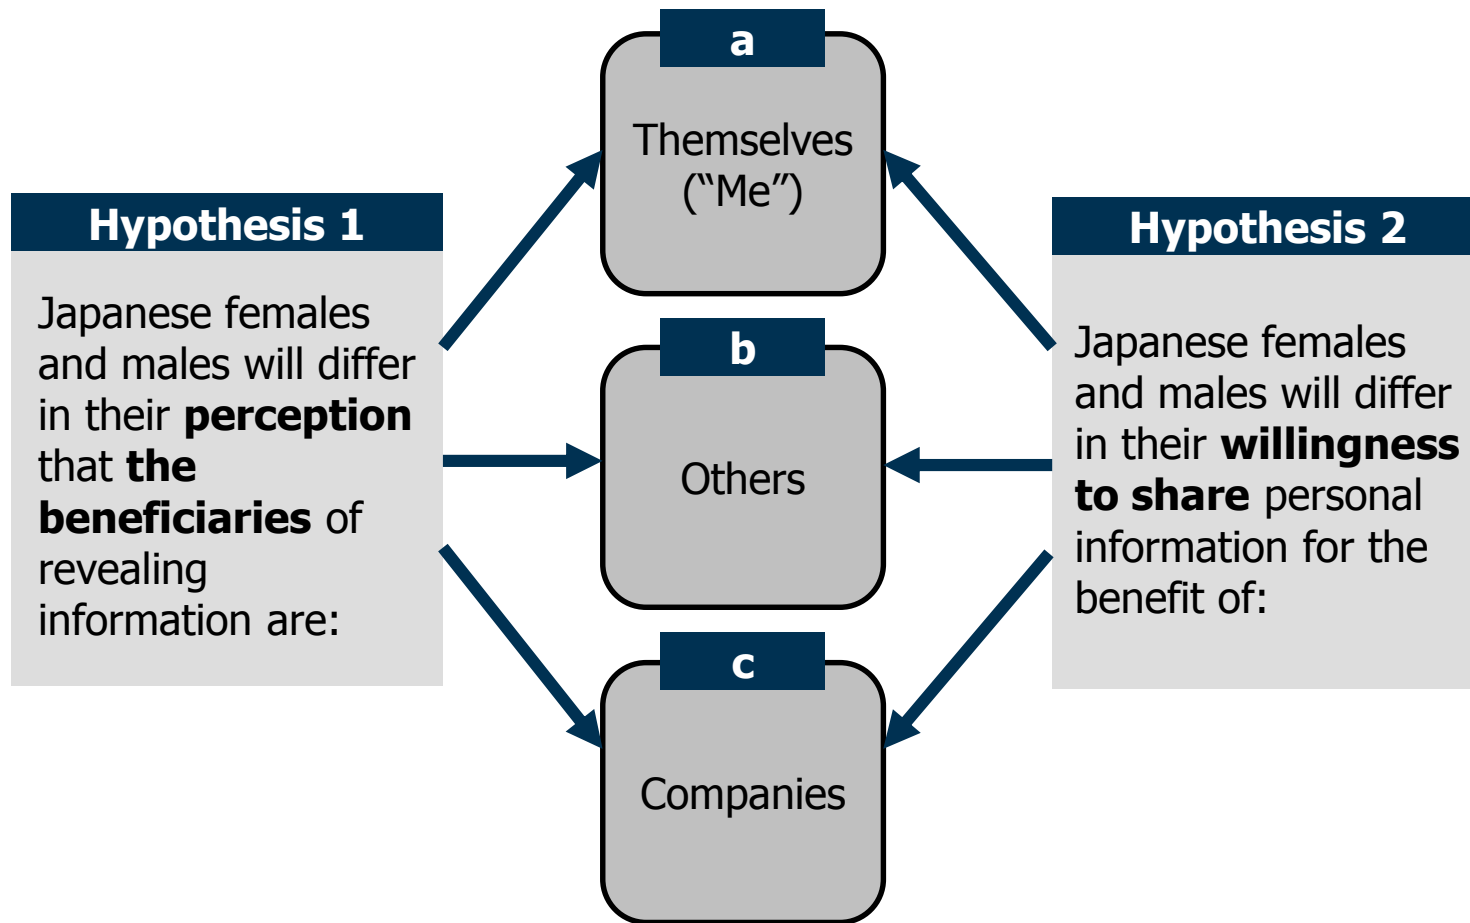 Hypothesis 1
Japanese females
and males will differ
in their perception
that the
beneficiaries of
revealing
information are:
a
Themselves
(“Me”)
b
Others
c
Companies
Hypothesis 2
Japanese females
and males will differ
in their willingness
to share personal
information for the
benefit of: